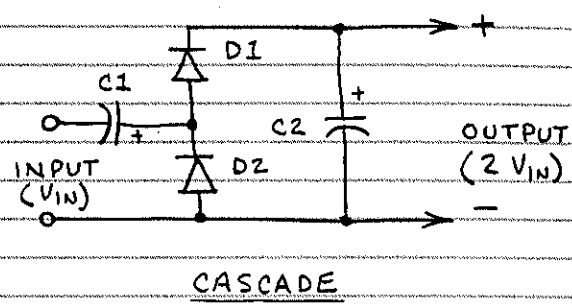 +
D1
C1
+
+
C2
OUTPUT
(2 VIN)
INPUT
(VIN)
D2
-
CASCADE